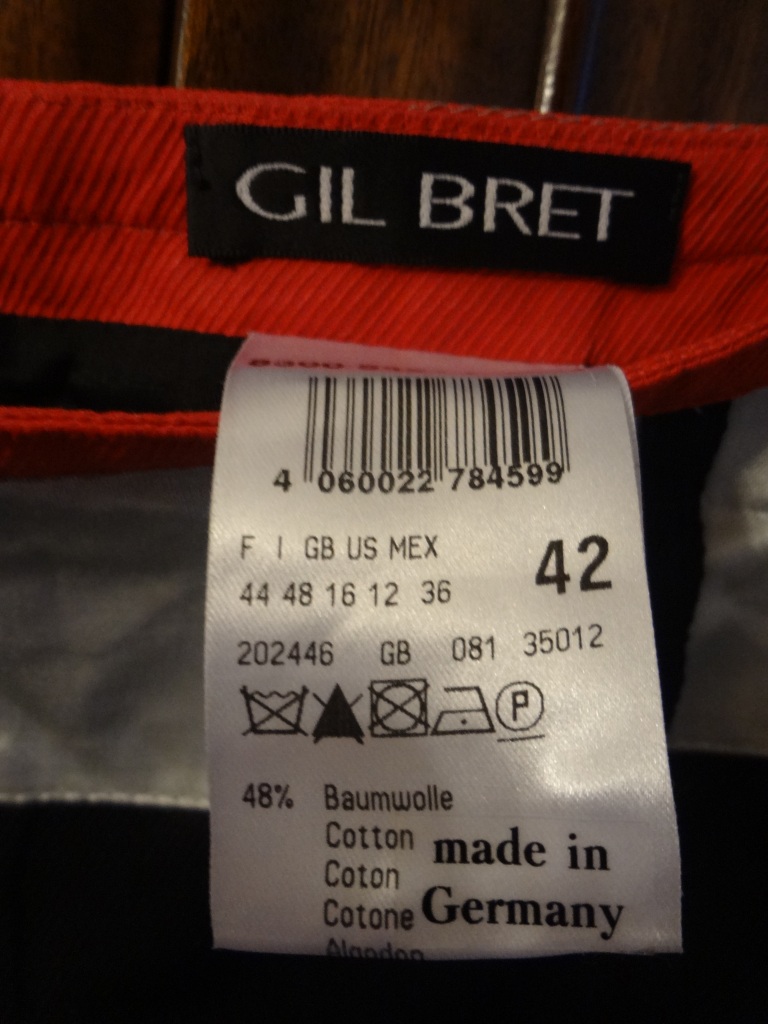 GIL BRET
4 060022 784599
F I GB US MEX
44 48 16 12 36
42
202446 GB 081 35012
P
48% Baumwolle
Cotton
Coton
Cotone
Algodon
made in
Germany